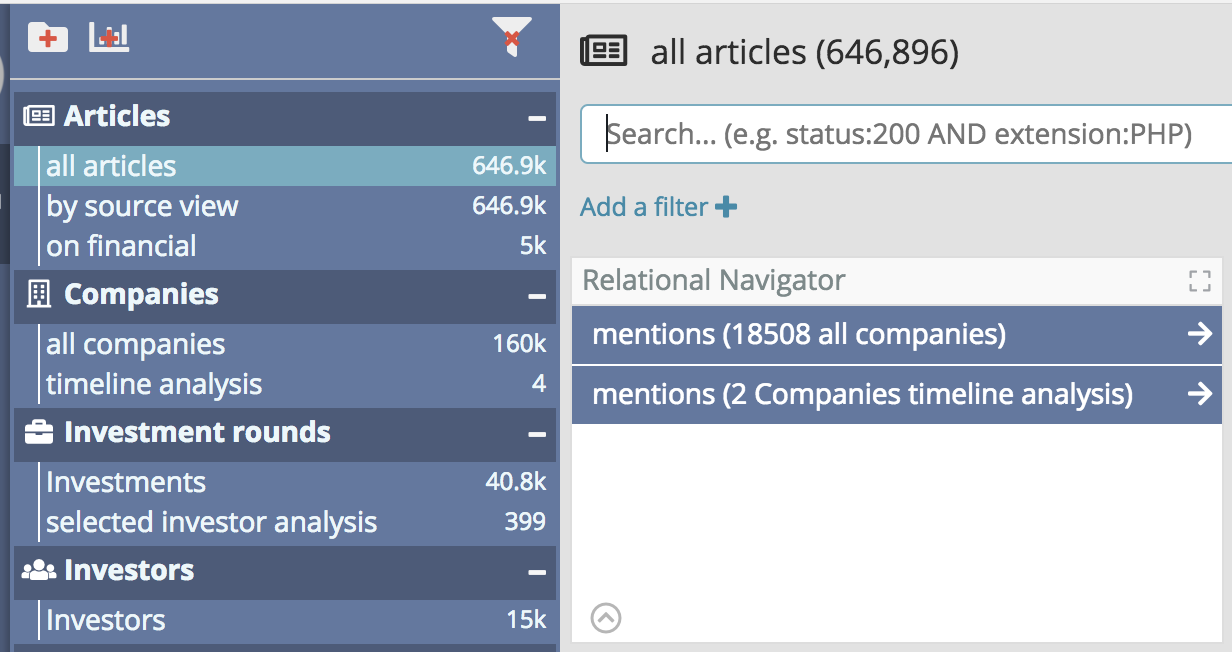 Articles
all articles 646.9k
by source view 646.9k
on financial 5k
Companies
all companies 160k
timeline analysis 4
Investment rounds
Investments 40.8k
selected investor analysis 399
Investors
Investors 15k
all articles (646,896)
Search... (e.g. status:200 AND extension:PHP)
Add a filter
Relational Navigator
mentions (18508 all companies)
mentions (2 Companies timeline analysis)